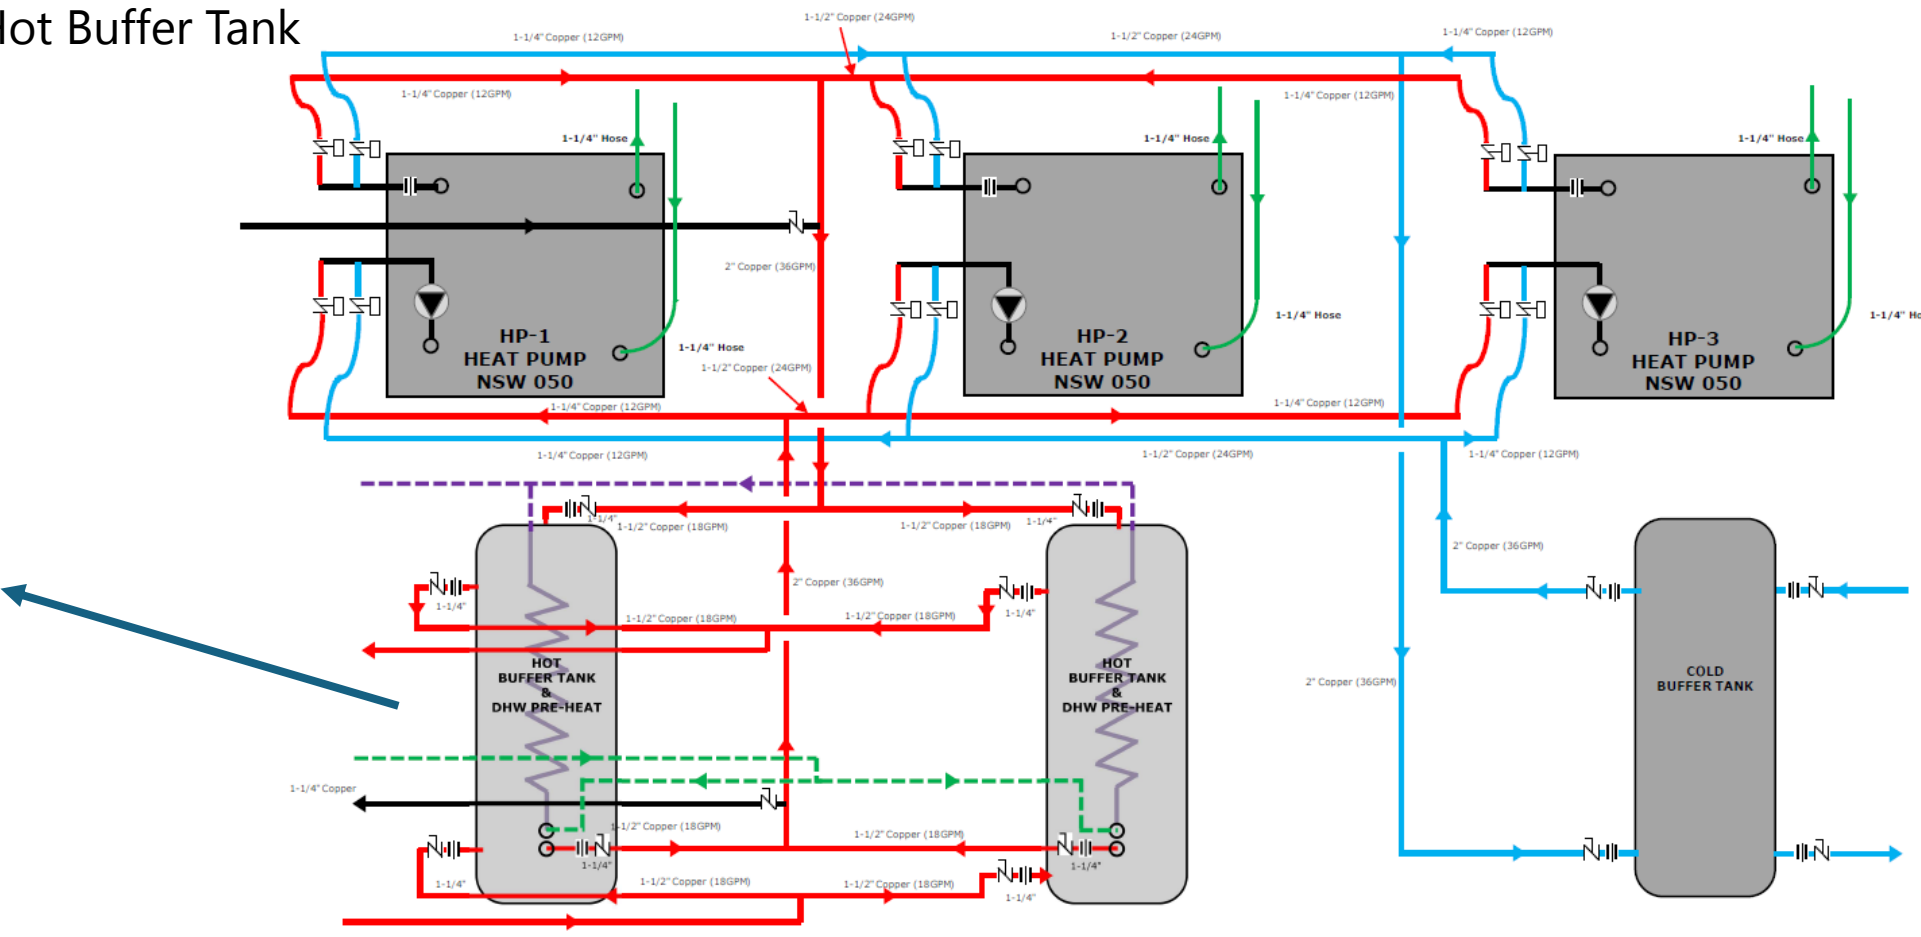 Hot Buffer Tank
1-1/2" Copper (24GPM)
1-1/4" Copper (12GPM)
1-1/2" Copper (24GPM)
1-1/4" Copper (12GPM)
1-1/4" Copper (12GPM)
1-1/4" Copper (12GPM)
1-1/4" Hose
1-1/4" Hose
1-1/4" Hose
2" Copper (36GPM)
HP-1
HEAT PUMP
NSW 050
HP-2
HEAT PUMP
NSW 050
HP-3
HEAT PUMP
NSW 050
1-1/4" Hose
1-1/4" Hose
1-1/4"
1-1/2" Copper (24GPM)
1-1/4" Copper (12GPM)
1-1/4" Copper (12GPM)
1-1/4" Copper (12GPM)
1-1/2" Copper (24GPM)
1-1/4" Copper (12GPM)
1-1/4"
1-1/2" Copper (18GPM)
1-1/2" Copper (18GPM)
1-1/4"
2" Copper (36GPM)
2" Copper (36GPM)
1-1/4"
1-1/2" Copper (18GPM)
1-1/2" Copper (18GPM)
1-1/4"
HOT
BUFFER TANK
&
DHW PRE-HEAT
HOT
BUFFER TANK
&
DHW PRE-HEAT
2" Copper (36GPM)
COLD
BUFFER TANK
1-1/4" Copper
1-1/2" Copper (18GPM)
1-1/2" Copper (18GPM)
1-1/4"
1-1/4"
1-1/4"
1-1/2" Copper (18GPM)
1-1/2" Copper (18GPM)
1-1/4"